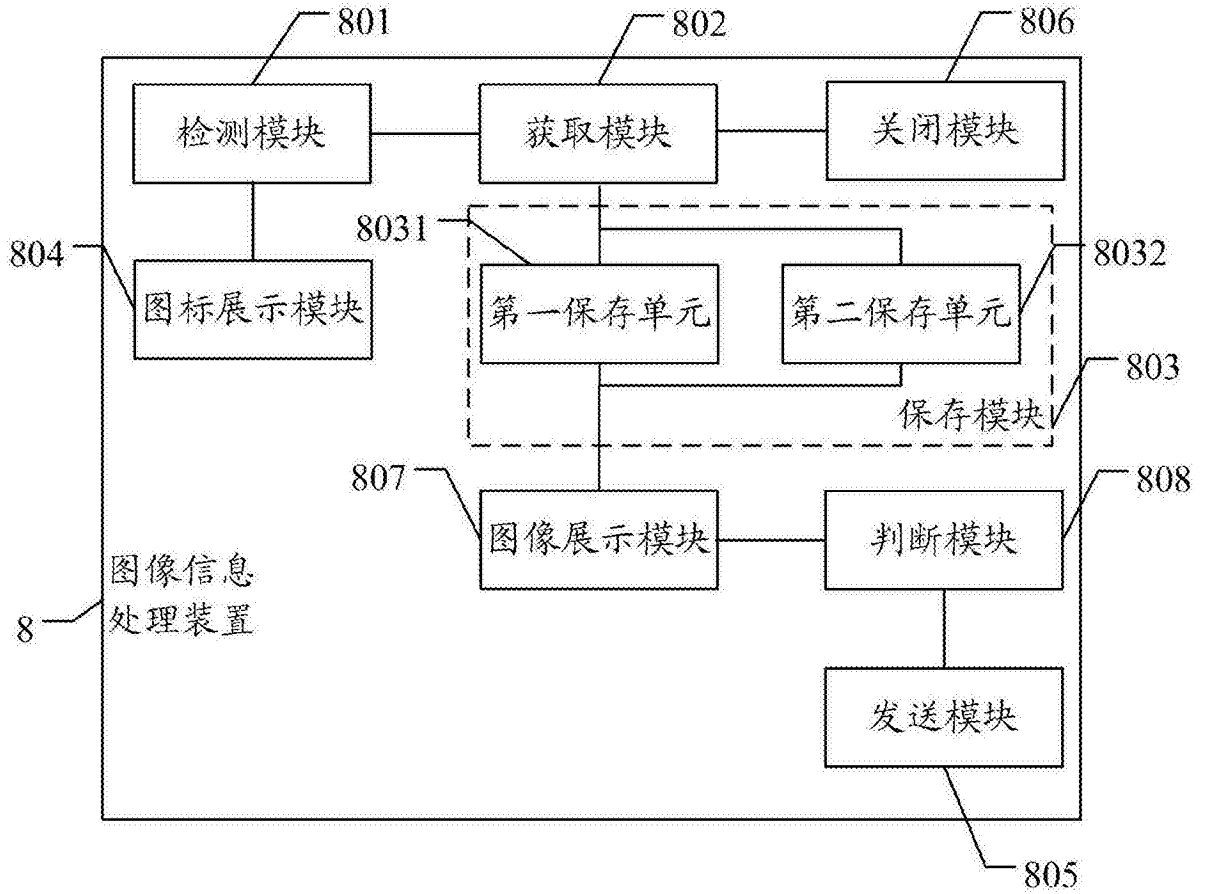 801
802
806
检测模块
获取模块
关闭模块
804
8031
8032
图标展示模块
第一保存单元
第二保存单元
803
保存模块
807
808
图像展示模块
判断模块
图像信息
处理装置
8
发送模块
805